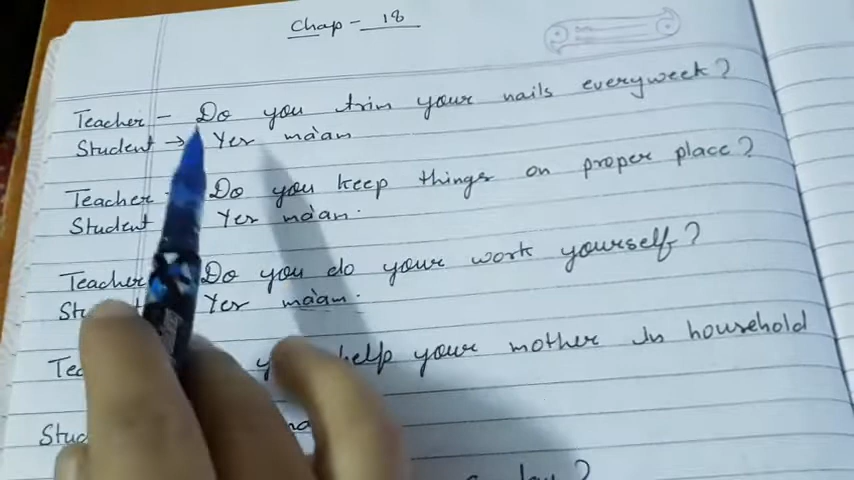 Chap - 18
Teacher - Do you trim your nails everyweek?
Student → Yes ma'am
Teacher - Do you keep things on proper place?
Student Yes ma'am.
Teacher Do you do your work yourself?
Yes ma'am.
help your mother in household